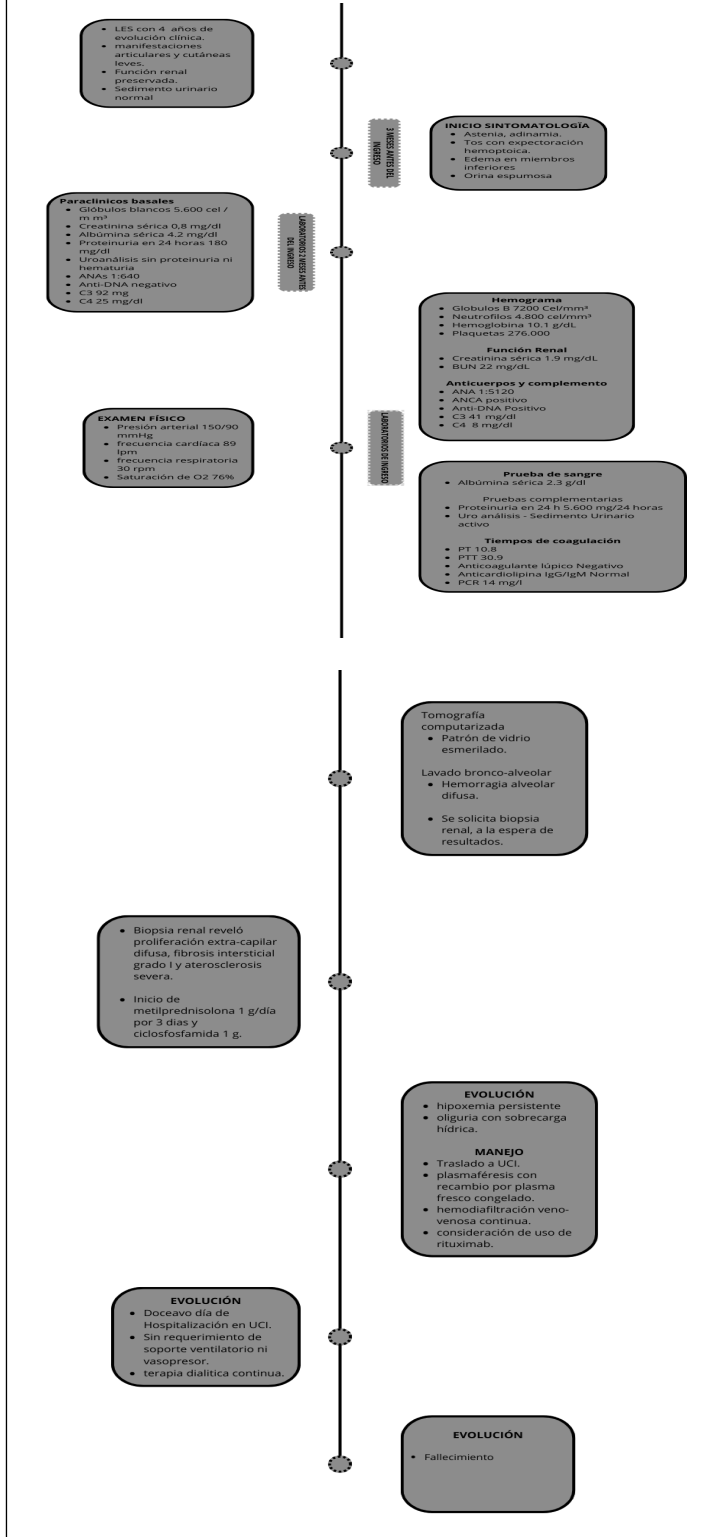 LES con 4 años de
evolución clínica.
manifestaciones
articulares y cutáneas
leves.
Función renal
preservada.
Sedimento urinario
normal
3 MESES ANTES DEL
INGRESO
INICIO SINTOMATOLOGÏA
Astenia, adinamia.
Tos con expectoración
hemoptoica.
Edema en miembros
inferiores
Orina espumosa
Paraclinicos basales
Glóbulos blancos 5.600 cel /
m m³
Creatinina sérica 0,8 mg/dl
Albúmina sérica 4.2 mg/dl
Proteinuria en 24 horas 180
mg/dl
Uroanálisis sin proteinuria ni
hematuria
ANAs 1:640
Anti-DNA negativo
C3 92 mg
C4 25 mg/dl
LABORATORIOS 2 MESES ANTES
DEL INGRESO
Hemograma
Globulos B 7200 Cel/mm³
Neutrofilos 4.800 cel/mm³
Hemoglobina 10.1 g/dL
Plaquetas 276.000
Función Renal
Creatinina sérica 1.9 mg/dL
BUN 22 mg/dL
Anticuerpos y complemento
ANA 1:5120
ANCA positivo
Anti-DNA Positivo
C3 41 mg/dl
C4 8 mg/dl
EXAMEN FÍSICO
Presión arterial 150/90
mmHg
frecuencia cardíaca 89
lpm
frecuencia respiratoria
30 rpm
Saturación de O2 76%
LABORATORIOS DE INGRESO
Prueba de sangre
Albúmina sérica 2.3 g/dl
Pruebas complementarias
Proteinuria en 24 h 5.600 mg/24 horas
Uro análisis - Sedimento Urinario
activo
Tiempos de coagulación
PT 10.8
PTT 30.9
Anticoagulante lúpico Negativo
Anticardiolipina IgG/IgM Normal
PCR 14 mg/l
Tomografía
computarizada
Patrón de vidrio
esmerilado.
Lavado bronco-alveolar
Hemorragia alveolar
difusa.
Se solicita biopsia
renal, a la espera de
resultados.
Biopsia renal reveló
proliferación extra-capilar
difusa, fibrosis intersticial
grado I y aterosclerosis
severa.
Inicio de
metilprednisolona 1 g/día
por 3 dias y
ciclosfosfamida 1 g.
EVOLUCIÓN
hipoxemia persistente
oliguria con sobrecarga
hídrica.
MANEJO
Traslado a UCI.
plasmaféresis con
recambio por plasma
fresco congelado.
hemodiafiltración veno-
venosa continua.
consideración de uso de
rituximab.
EVOLUCIÓN
Doceavo día de
Hospitalización en UCI.
Sin requerimiento de
soporte ventilatorio ni
vasopresor.
terapia dialitica continua.
EVOLUCIÓN
Fallecimiento